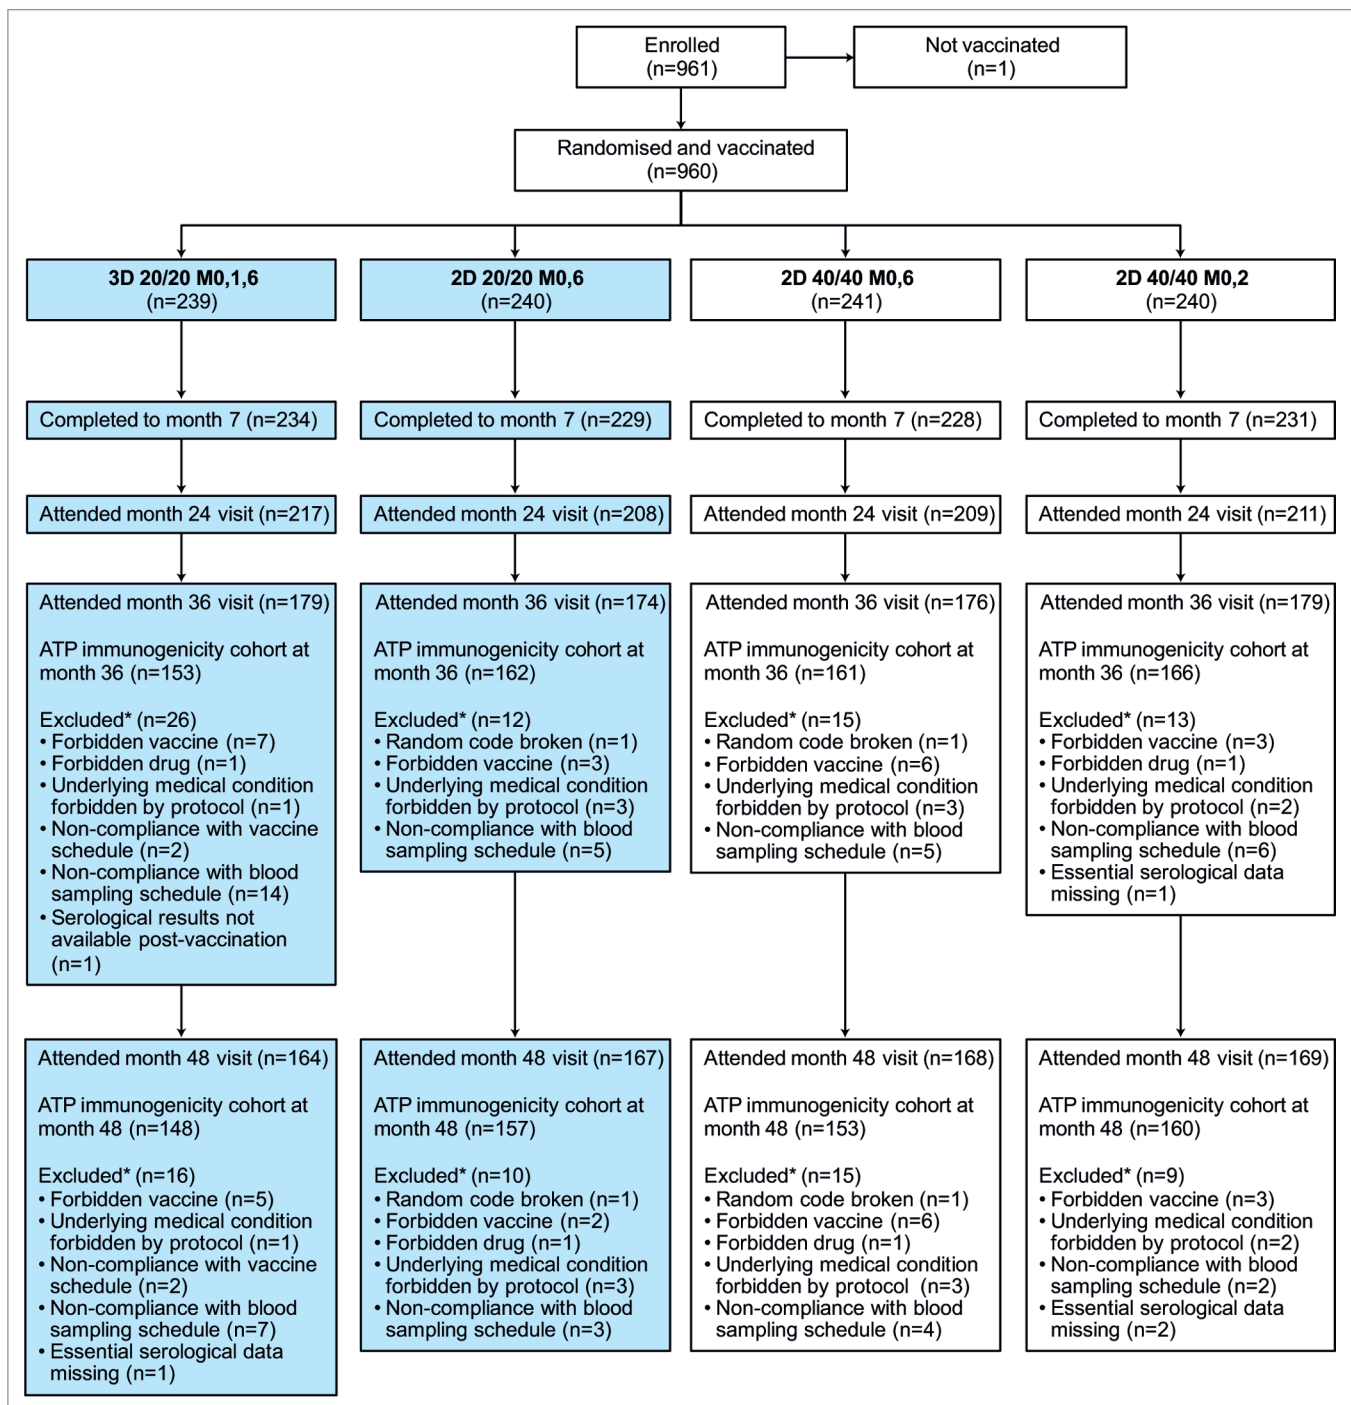 Enrolled
(n=961)
Not vaccinated
(n=1)
Randomised and vaccinated
(n=960)
3D 20/20 M0,1,6
(n=239)
2D 20/20 M0,6
(n=240)
2D 40/40 M0,6
(n=241)
2D 40/40 M0,2
(n=240)
Completed to month 7 (n=234)
Completed to month 7 (n=229)
Completed to month 7 (n=228)
Completed to month 7 (n=231)
Attended month 24 visit (n=217)
Attended month 24 visit (n=208)
Attended month 24 visit (n=209)
Attended month 24 visit (n=211)
Attended month 36 visit (n=179)
ATP immunogenicity cohort at
month 36 (n=153)
Excluded* (n=26)
• Forbidden vaccine (n=7)
• Forbidden drug (n=1)
• Underlying medical condition
forbidden by protocol (n=1)
• Non-compliance with vaccine
schedule (n=2)
• Non-compliance with blood
sampling schedule (n=14)
• Serological results not
available post-vaccination
(n=1)
Attended month 36 visit (n=174)
ATP immunogenicity cohort at
month 36 (n=162)
Excluded* (n=12)
• Random code broken (n=1)
• Forbidden vaccine (n=3)
• Underlying medical condition
forbidden by protocol (n=3)
• Non-compliance with blood
sampling schedule (n=5)
Attended month 36 visit (n=176)
ATP immunogenicity cohort at
month 36 (n=161)
Excluded* (n=15)
• Random code broken (n=1)
• Forbidden vaccine (n=6)
• Underlying medical condition
forbidden by protocol (n=3)
• Non-compliance with blood
sampling schedule (n=5)
Attended month 36 visit (n=179)
ATP immunogenicity cohort at
month 36 (n=166)
Excluded* (n=13)
• Forbidden vaccine (n=3)
• Forbidden drug (n=1)
• Underlying medical condition
forbidden by protocol (n=2)
• Non-compliance with blood
sampling schedule (n=6)
• Essential serological data
missing (n=1)
Attended month 48 visit (n=164)
ATP immunogenicity cohort at
month 48 (n=148)
Excluded* (n=16)
• Forbidden vaccine (n=5)
• Underlying medical condition
forbidden by protocol (n=1)
• Non-compliance with vaccine
schedule (n=2)
• Non-compliance with blood
sampling schedule (n=7)
• Essential serological data
missing (n=1)
Attended month 48 visit (n=167)
ATP immunogenicity cohort at
month 48 (n=157)
Excluded* (n=10)
• Random code broken (n=1)
• Forbidden vaccine (n=2)
• Forbidden drug (n=1)
• Underlying medical condition
forbidden by protocol (n=3)
• Non-compliance with blood
sampling schedule (n=3)
Attended month 48 visit (n=168)
ATP immunogenicity cohort at
month 48 (n=153)
Excluded* (n=15)
• Random code broken (n=1)
• Forbidden vaccine (n=6)
• Forbidden drug (n=1)
• Underlying medical condition
forbidden by protocol (n=3)
• Non-compliance with blood
sampling schedule (n=4)
Attended month 48 visit (n=169)
ATP immunogenicity cohort at
month 48 (n=160)
Excluded* (n=9)
• Forbidden vaccine (n=3)
• Underlying medical condition
forbidden by protocol (n=2)
• Non-compliance with blood
sampling schedule (n=2)
• Essential serological data
missing (n=2)